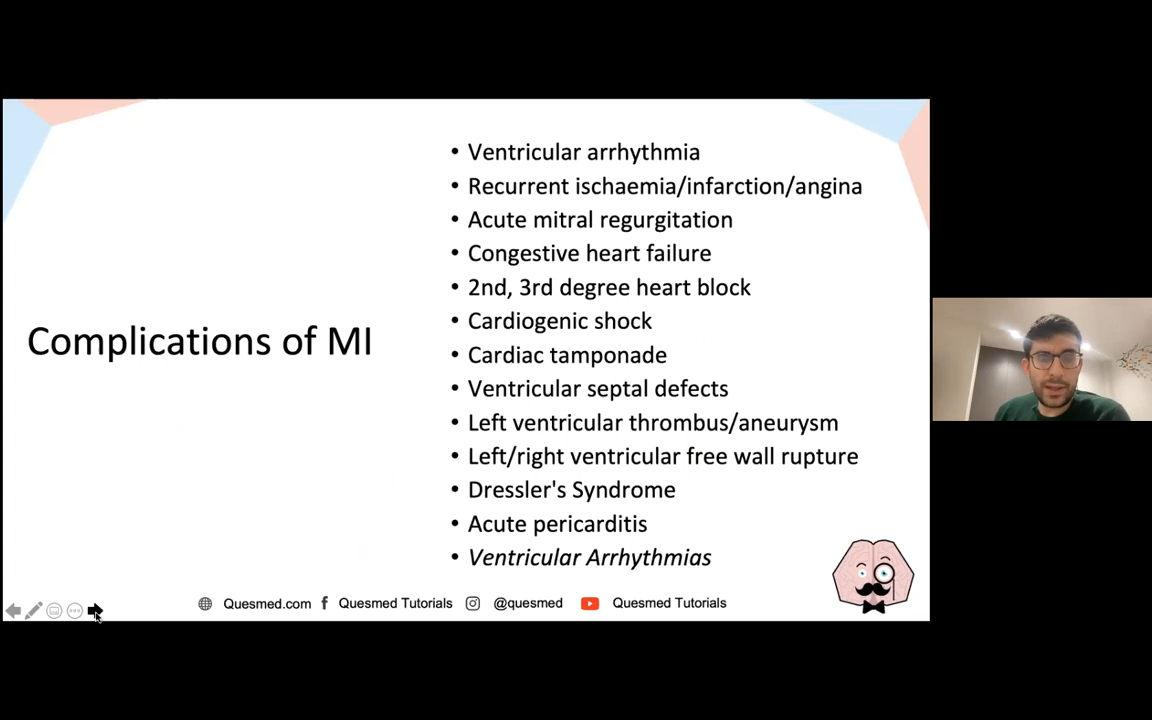 Complications of MI
• Ventricular arrhythmia
• Recurrent ischaemia/infarction/angina
• Acute mitral regurgitation
• Congestive heart failure
• 2nd, 3rd degree heart block
• Cardiogenic shock
• Cardiac tamponade
• Ventricular septal defects
• Left ventricular thrombus/aneurysm
• Left/right ventricular free wall rupture
• Dressler's Syndrome
• Acute pericarditis
• Ventricular Arrhythmias
Quesmed.com f Quesmed Tutorials @quesmed Quesmed Tutorials